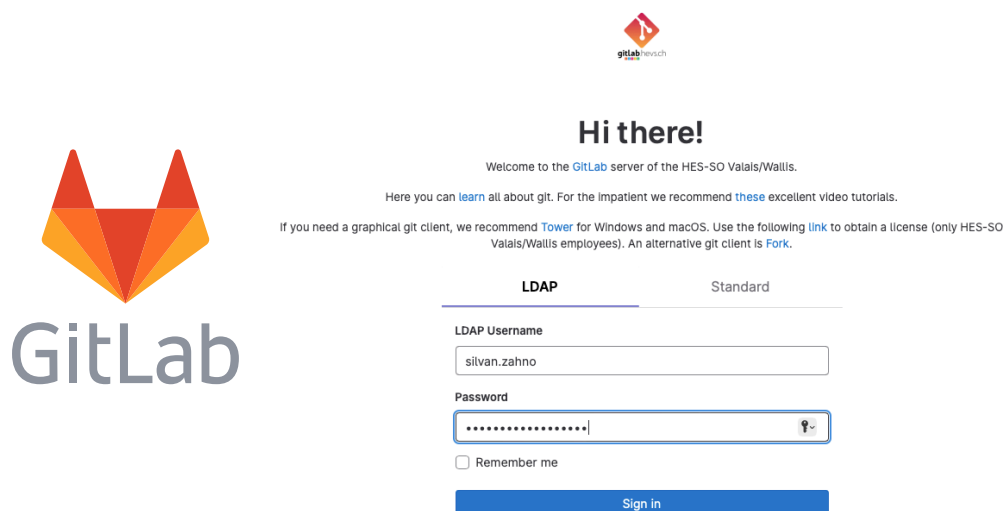 gitlab.hevs.ch
Hi there!
Welcome to the GitLab server of the HES-SO Valais/Wallis.
Here you can learn all about git. For the impatient we recommend these excellent video tutorials.
If you need a graphical git client, we recommend Tower for Windows and macOS. Use the following link to obtain a license (only HES-SO
Valais/Wallis employees). An alternative git client is Fork.
LDAP Standard
LDAP Username
silvan.zahno
Password
••••••••••••••••••
Remember me
Sign in
GitLab